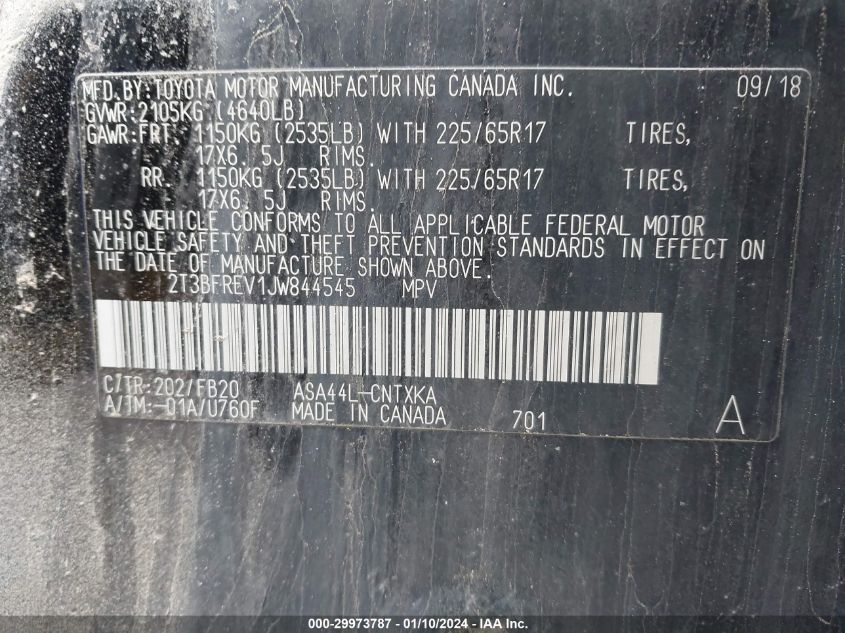 MFD.BY:TOYOTA MOTOR MANUFACTURING CANADA INC. 09/18
GVWR:2105KG (4640LB)
GAWR:FRT. 1150KG (2535LB) WITH 225/65R17 TIRES,
17X6. 5J RIMS.
RR. 1150KG (2535LB) WITH 225/65R17 TIRES,
17X6. 5J RIMS.
THIS VEHICLE CONFORMS TO ALL APPLICABLE FEDERAL MOTOR
VEHICLE SAFETY AND THEFT PREVENTION STANDARDS IN EFFECT ON
THE DATE OF MANUFACTURE SHOWN ABOVE.
2T3BFREV1JW844545 MPV
C/TR:202/FB20 ASA44L-CNTXKA
A/TM:-01A/U760F MADE IN CANADA 701 A
000-29973787 - 01/10/2024 - IAA Inc.